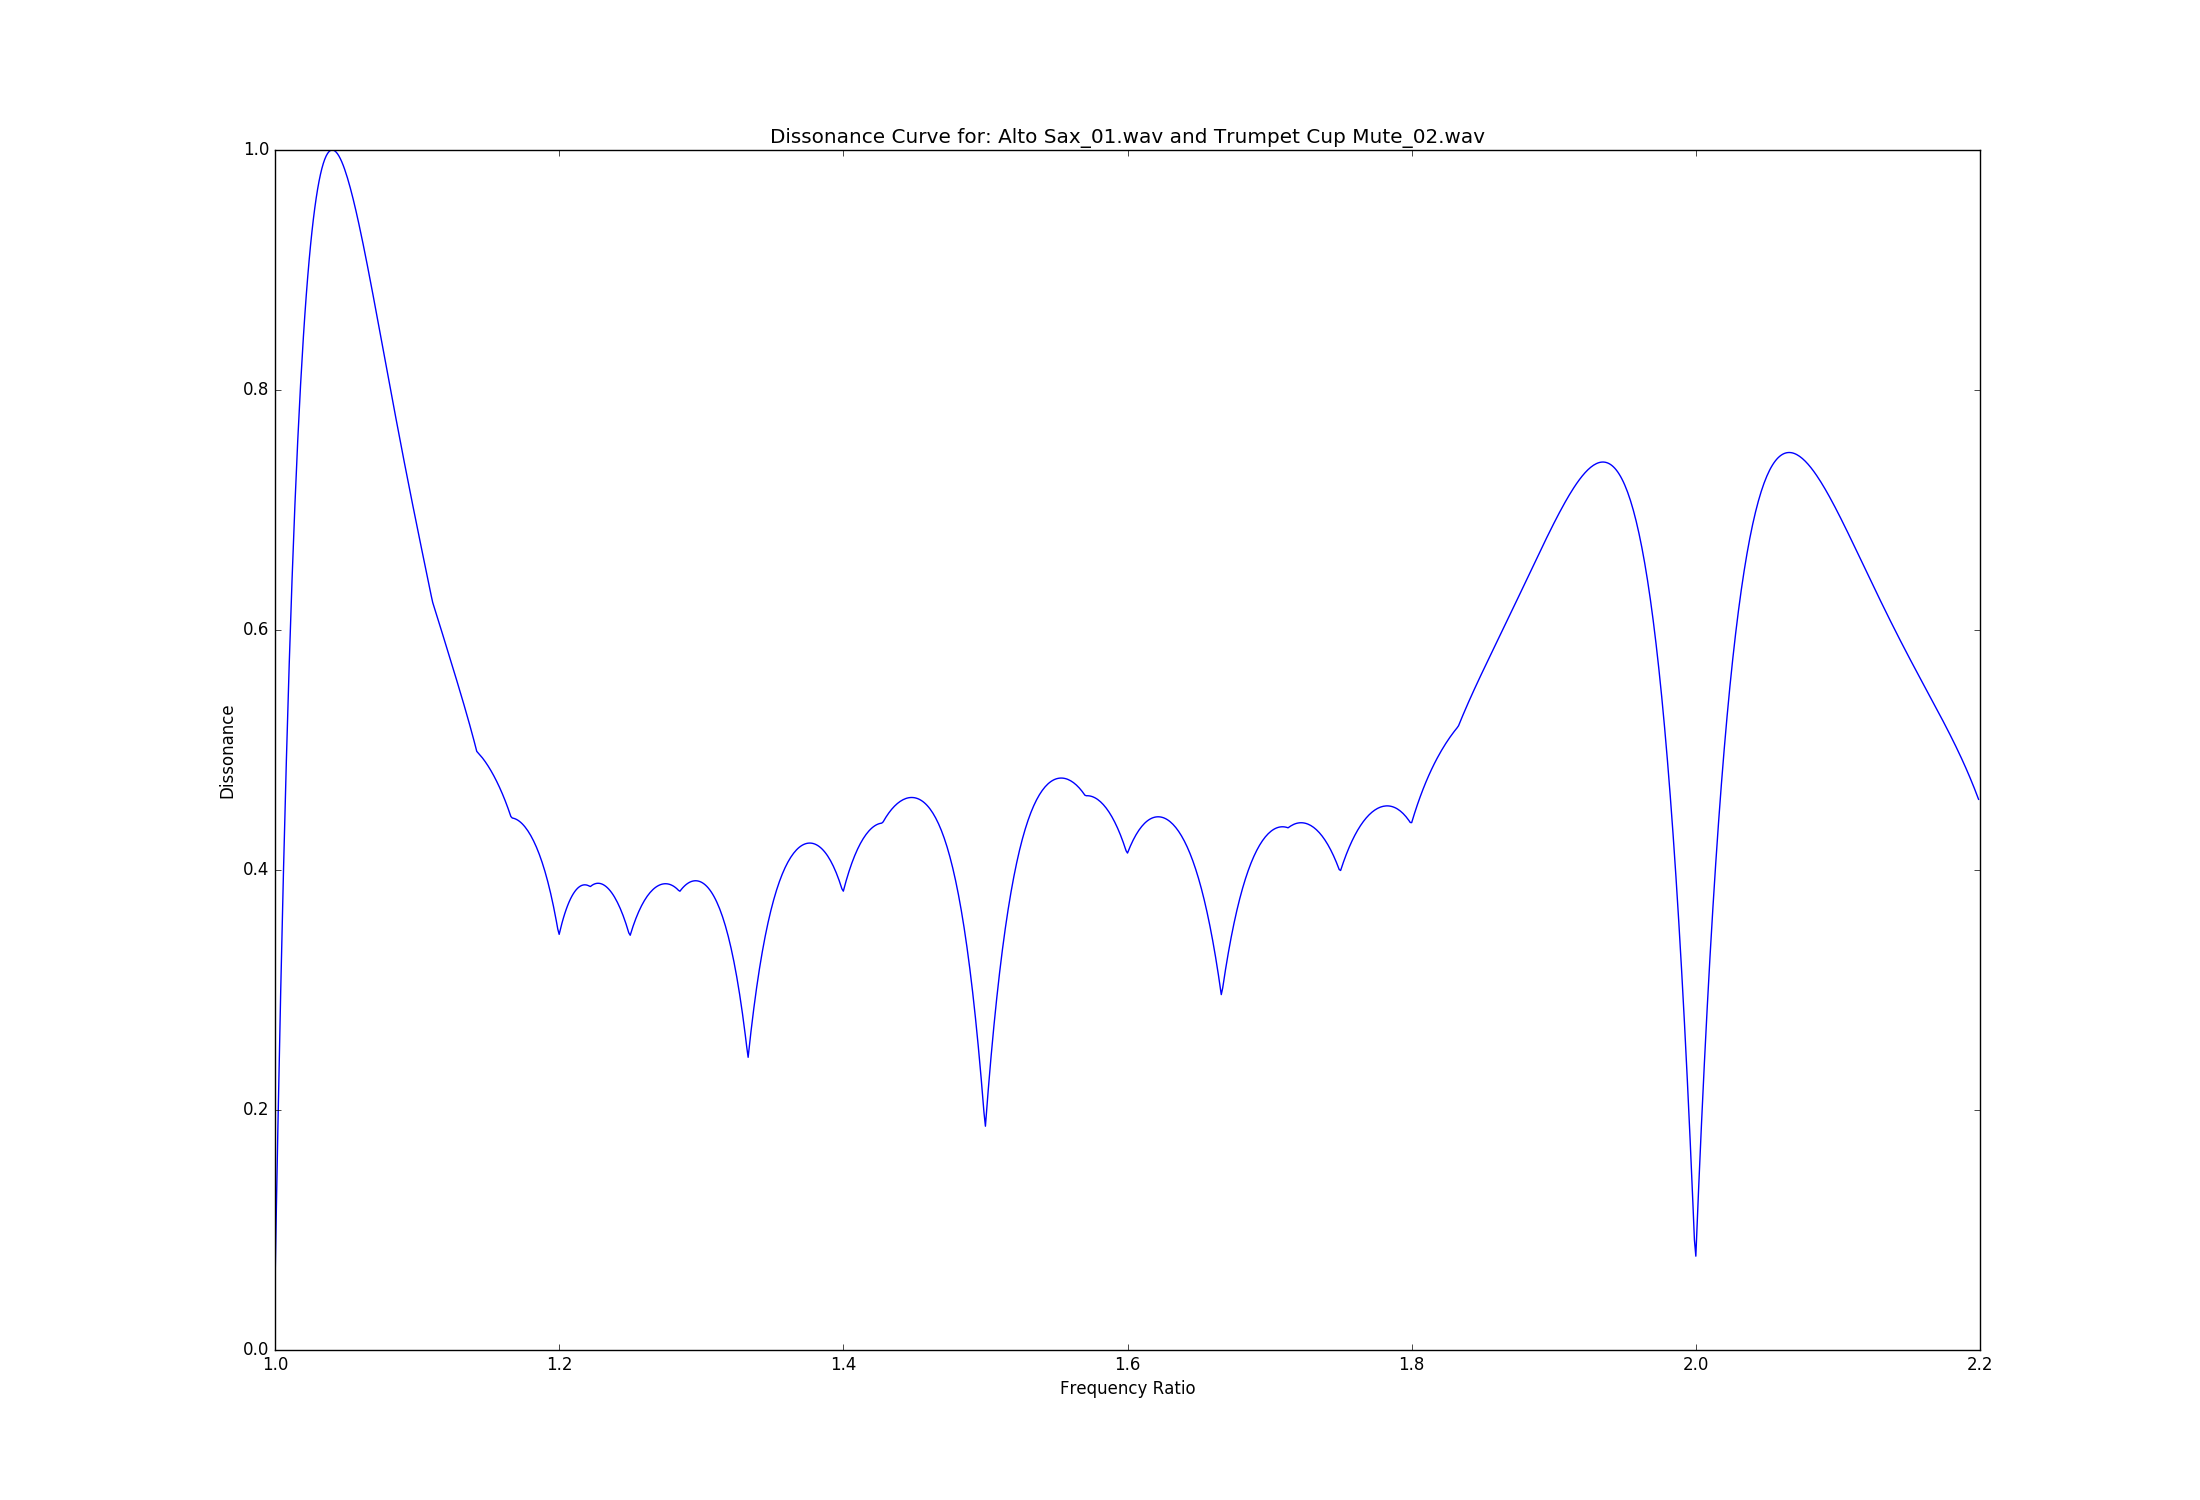 Dissonance Curve for: Alto Sax_01.wav and Trumpet Cup Mute_02.wav
1.0
0.8
0.6
0.4
0.2
0.0
Dissonance
1.0 1.2 1.4 1.6 1.8 2.0 2.2
Frequency Ratio